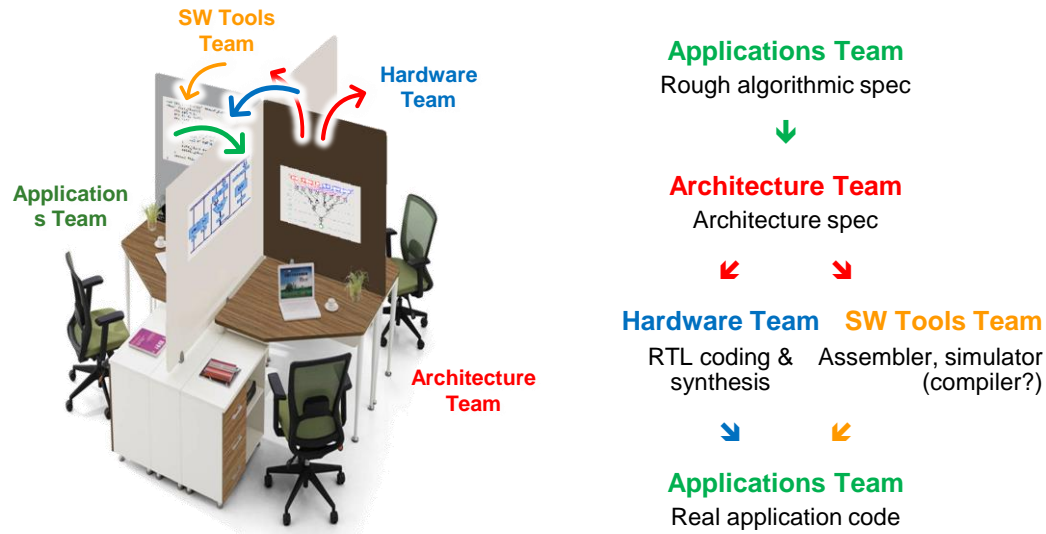 SW Tools
Team
Hardware
Team
Application
s Team
Architecture
Team
Applications Team
Rough algorithmic spec
Architecture Team
Architecture spec
Hardware Team
RTL coding &
synthesis
SW Tools Team
Assembler, simulator
(compiler?)
Applications Team
Real application code